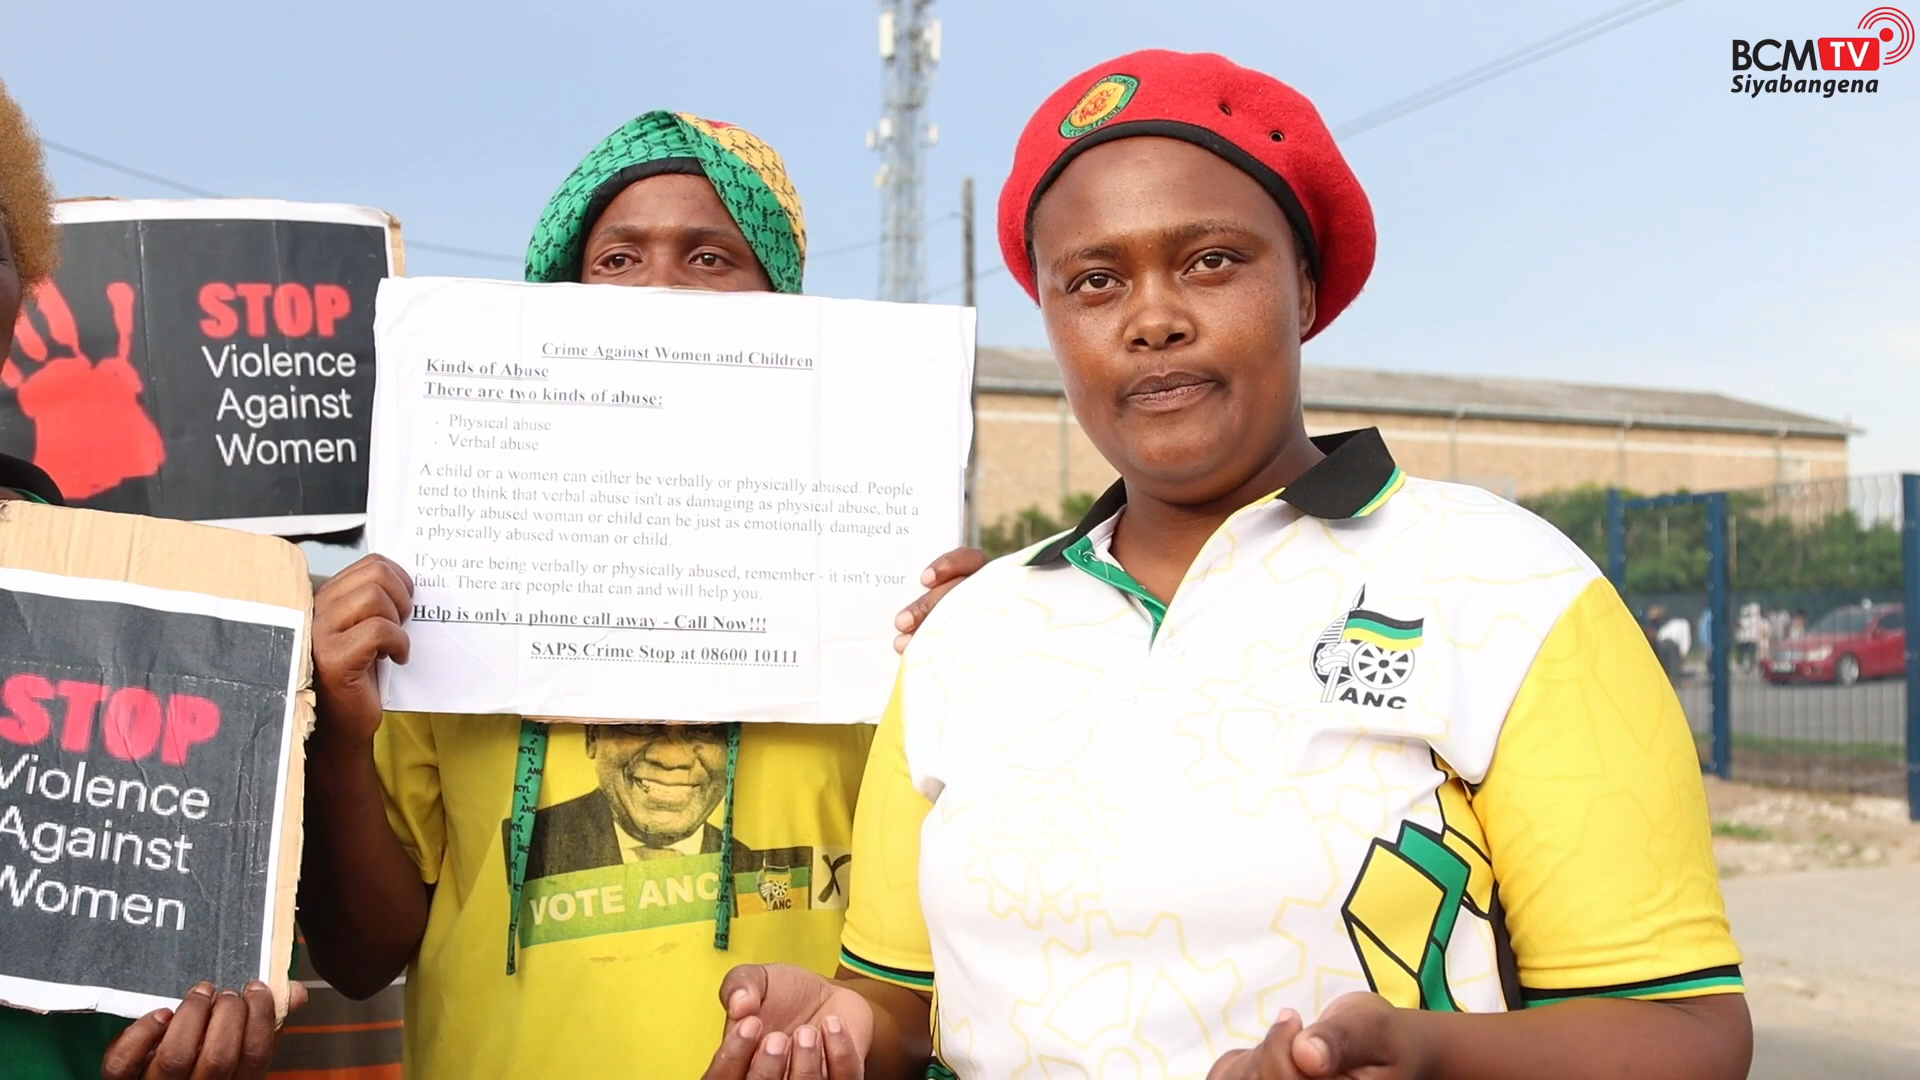 BCM TV
Siyabangena
STOP
Violence
Against
Women
Crime Against Women and Children
Kinds of Abuse
There are two kinds of abuse:
· Physical abuse
· Verbal abuse
A child or a women can either be verbally or physically abused. People
tend to think that verbal abuse isn't as damaging as physical abuse, but a
verbally abused woman or child can be just as emotionally damaged as
a physically abused woman or child.
If you are being verbally or physically abused, remember - it isn't your
fault. There are people that can and will help you.
Help is only a phone call away - Call Now!!!
SAPS Crime Stop at 08600 10111
STOP
Violence
Against
Women
VOTE ANC
ANC
ANC